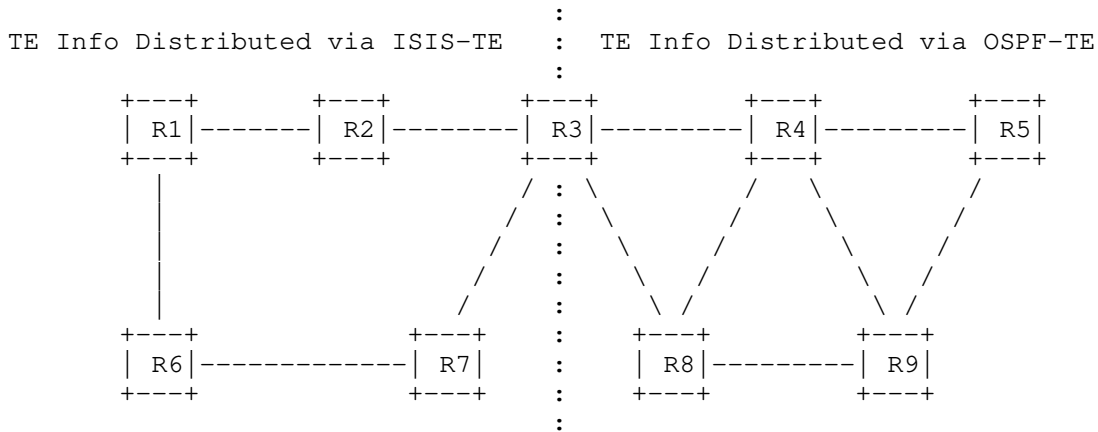 TE Info Distributed via ISIS-TE : TE Info Distributed via OSPF-TE
R1 R2 R3 R4 R5
R6 R7 R8 R9